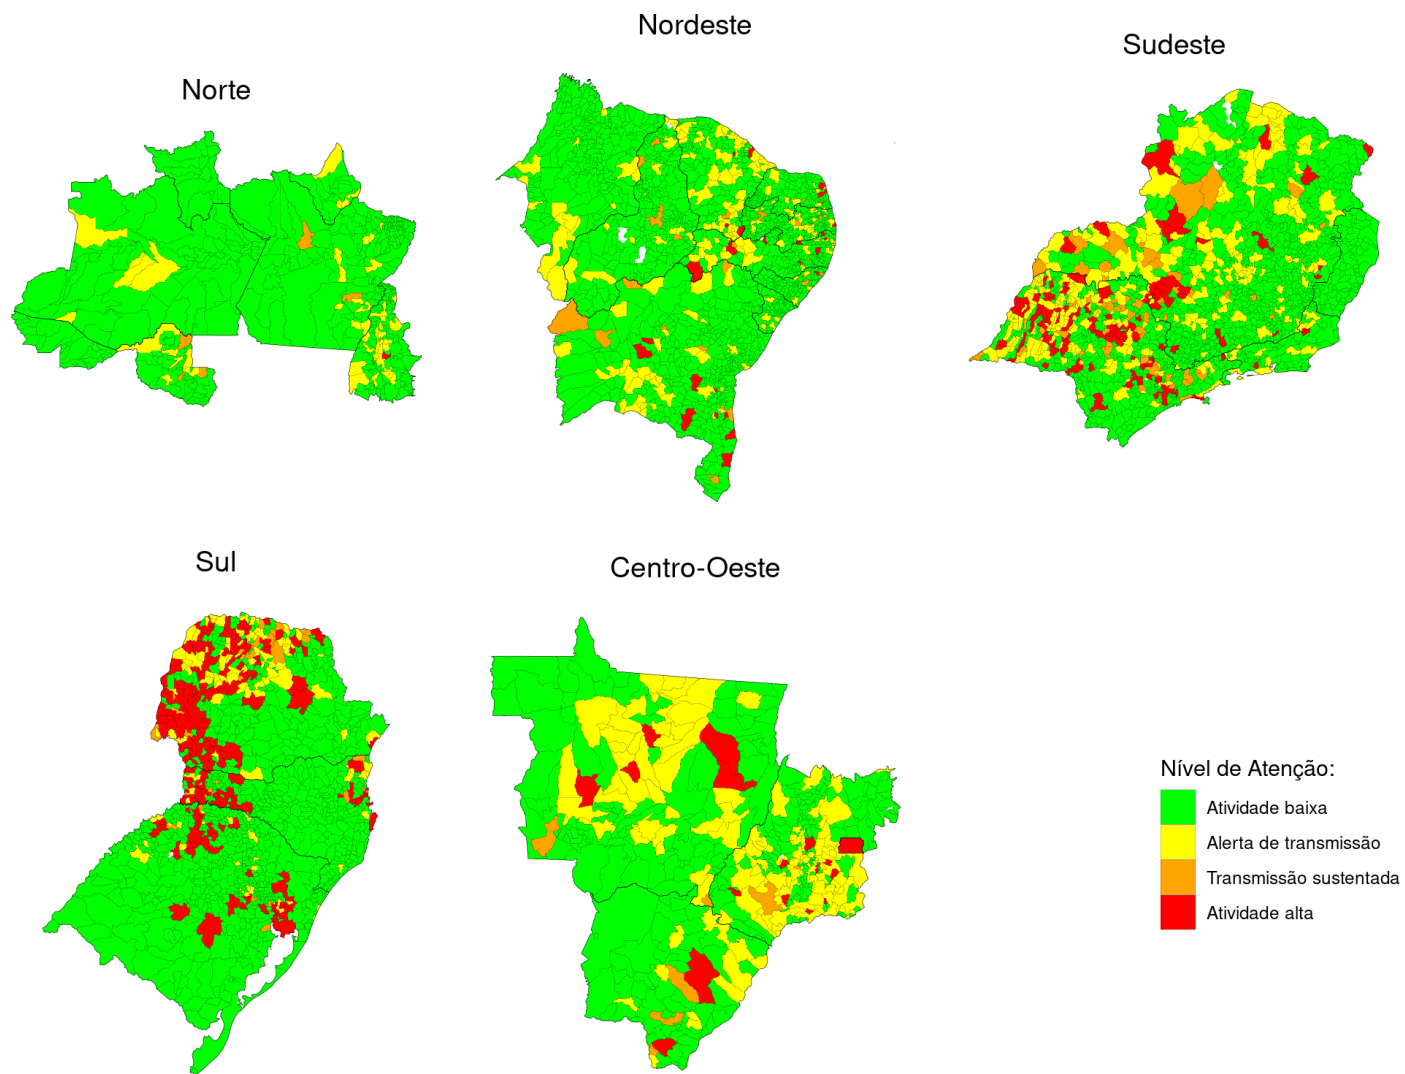 Nordeste
Sudeste
Norte
Sul
Centro-Oeste
Nível de Atenção:
Atividade baixa
Alerta de transmissão
Transmissão sustentada
Atividade alta